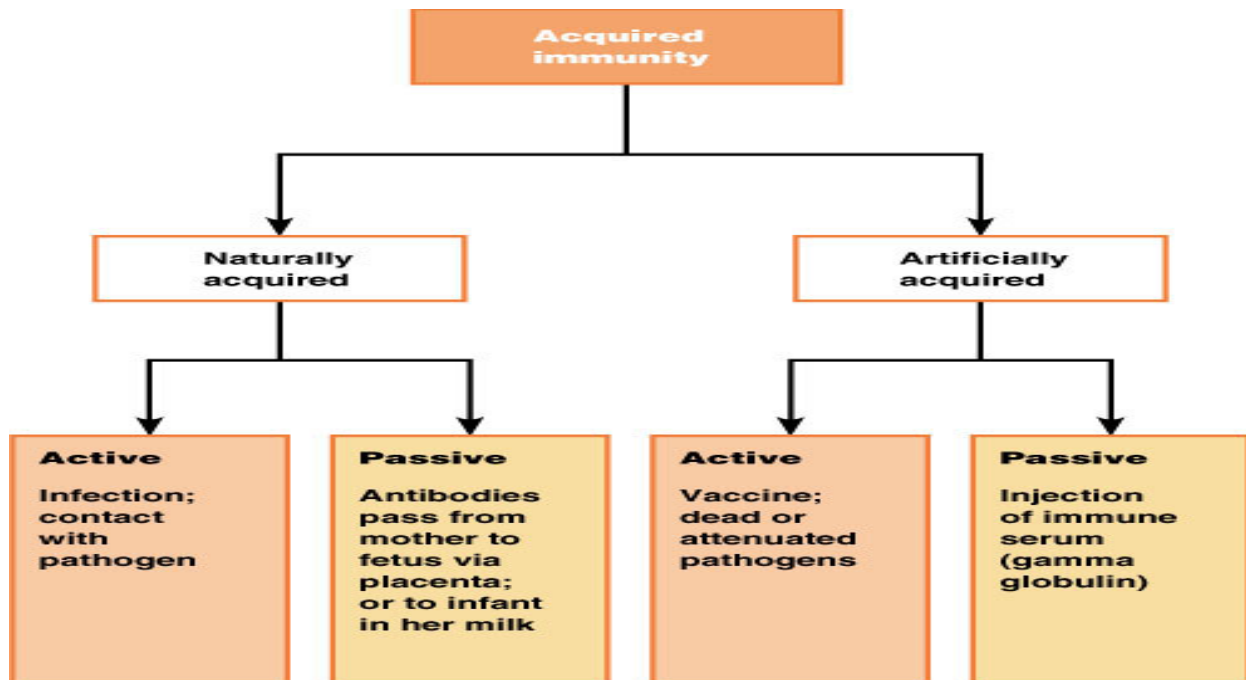 Acquired
immunity
Naturally
acquired
Artificially
acquired
Active
Infection;
contact
with
pathogen
Passive
Antibodies
pass from
mother to
fetus via
placenta;
or to infant
in her milk
Active
Vaccine;
dead or
attenuated
pathogens
Passive
Injection
of immune
serum
(gamma
globulin)